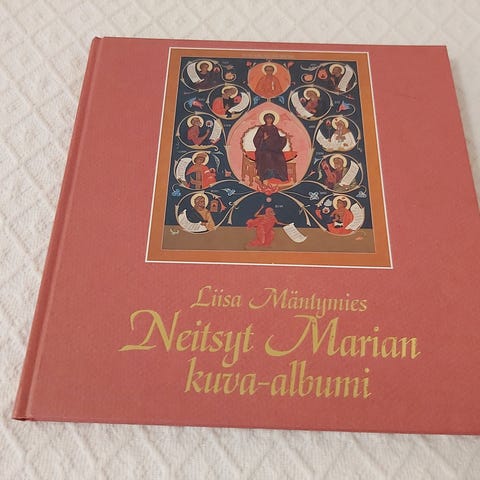 Liisa Mäntymies
Neitsyt Marian
kuva-albumi